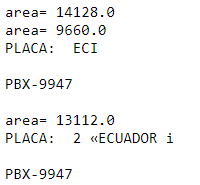 area= 14128.0
area= 9660.0
PLACA:  ECI
PBX-9947
area= 13112.0
PLACA:  2 «ECUADOR i
PBX-9947